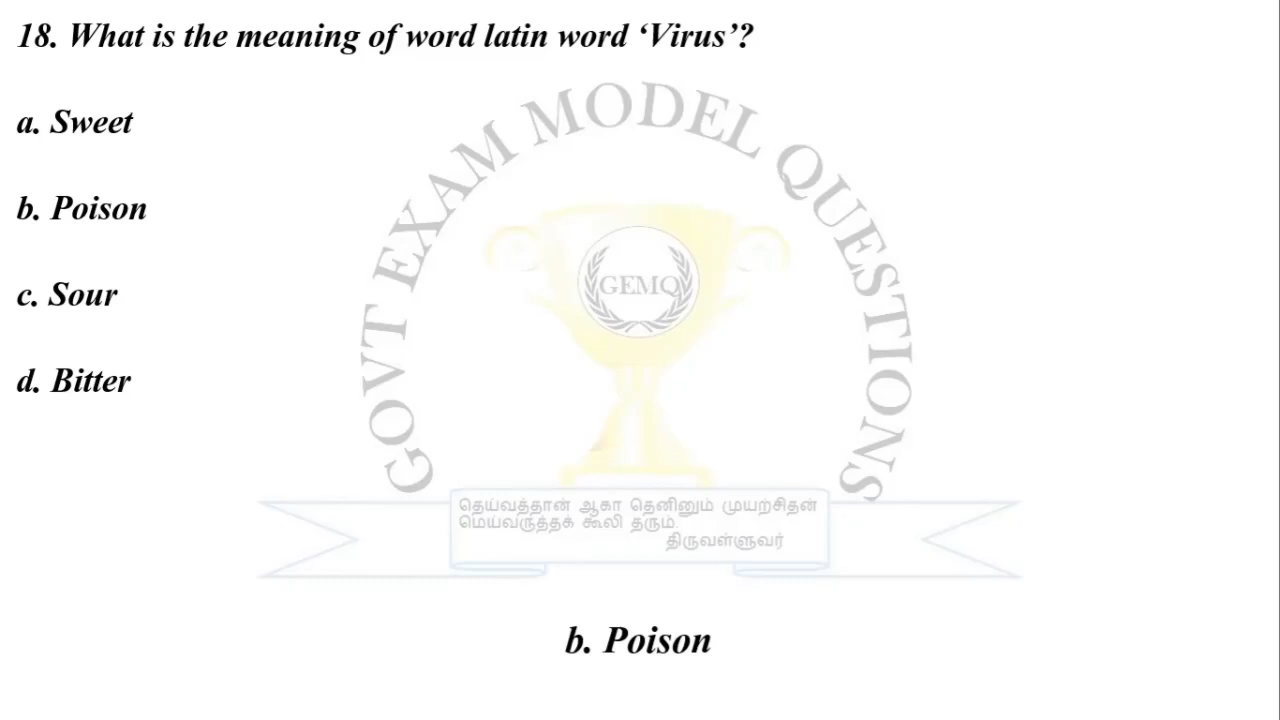 18. What is the meaning of word latin word ‘Virus’?
a. Sweet
b. Poison
c. Sour
d. Bitter
GOVT EXAM MODEL QUESTIONS
GEMQ
தெய்வத்தான் ஆகா தெனினும் முயற்சிதன்
மெய்வருத்தக் கூலி தரும்.
திருவள்ளுவர்
b. Poison